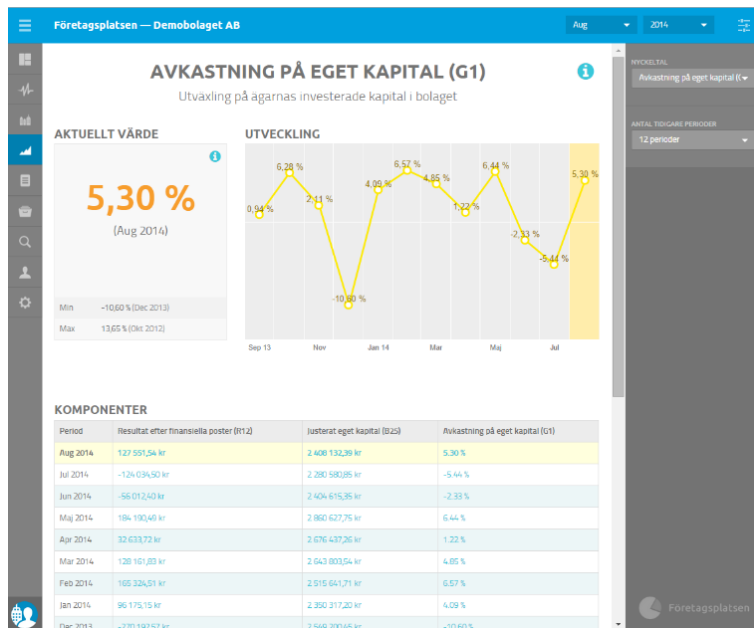 Företagsplatsen — Demobolaget AB
Aug
2014
AVKASTNING PÅ EGET KAPITAL (G1)
Utväxling på ägarnas investerade kapital i bolaget
NYCKELTAL
Avkastning på eget kapital ((
ANTAL TIDIGARE PERIODER
12 perioder
AKTUELLT VÄRDE
UTVECKLING
5,30 %
(Aug 2014)
Min -10,60 % (Dec 2013)
Max 13,65 % (Okt 2012)
0,94 %
6,28 %
2,11 %
-10,60 %
4,09 %
6,57 %
4,85 %
1,22 %
6,44 %
-2,33 %
-5,44 %
5,30 %
Sep 13 Nov Jan 14 Mar Maj Jul
KOMPONENTER
Period Resultat efter finansiella poster (R12) Justerat eget kapital (B25) Avkastning på eget kapital (G1)
Aug 2014 127 551,54 kr 2 408 132,39 kr 5.30 %
Jul 2014 -124 034,50 kr 2 280 580,85 kr -5.44 %
Jun 2014 -56 012,40 kr 2 404 615,35 kr -2.33 %
Maj 2014 184 190,49 kr 2 860 627,75 kr 6.44 %
Apr 2014 32 633,72 kr 2 676 437,26 kr 1.22 %
Mar 2014 128 161,83 kr 2 643 803,54 kr 4.85 %
Feb 2014 165 324,51 kr 2 515 641,71 kr 6.57 %
Jan 2014 96 175,15 kr 2 350 317,20 kr 4.09 %
Dec 2013 -10.60 %
Företagsplatsen